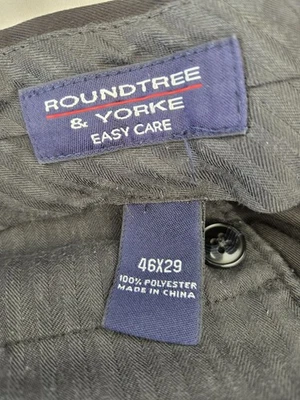 ROUNDTREE
& YORKE
EASY CARE
46X29
100% POLYESTER
MADE IN CHINA